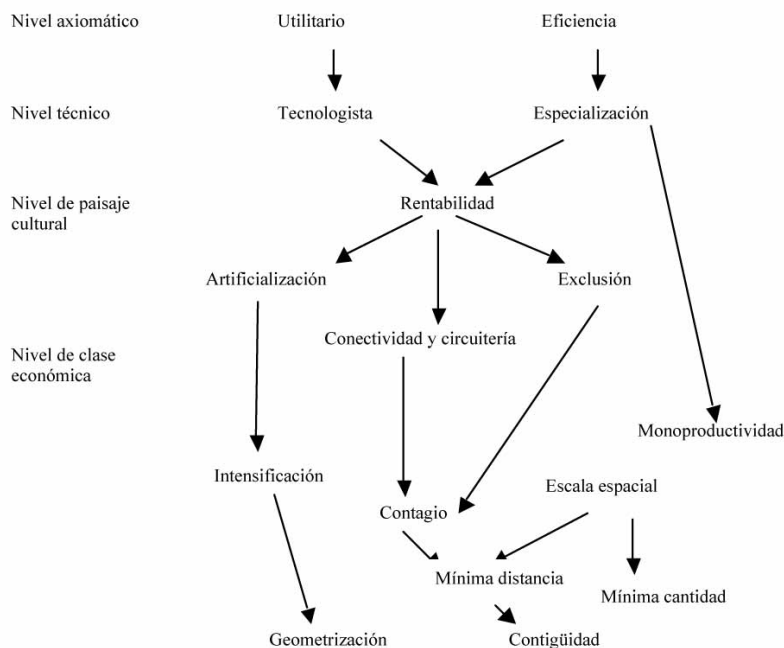 Nivel axiomático
Utilitario
Eficiencia
Nivel técnico
Tecnologista
Especialización
Nivel de paisaje
cultural
Rentabilidad
Artificialización
Exclusión
Conectividad y circuitería
Nivel de clase
económica
Monoproductividad
Intensificación
Escala espacial
Contagio
Mínima distancia
Mínima cantidad
Geometrización
Contigüidad